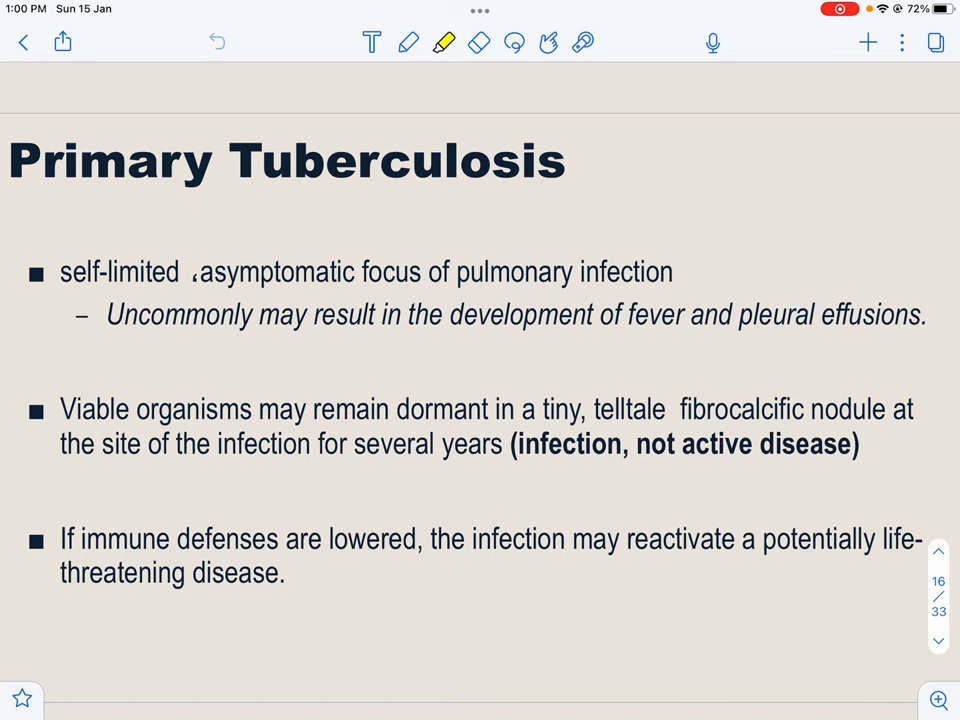 1:00 PM Sun 15 Jan
72%
T
Primary Tuberculosis
■ self-limited ،asymptomatic focus of pulmonary infection
– Uncommonly may result in the development of fever and pleural effusions.
■ Viable organisms may remain dormant in a tiny, telltale fibrocalcific nodule at
the site of the infection for several years (infection, not active disease)
■ If immune defenses are lowered, the infection may reactivate a potentially life-
threatening disease.
16
/
33